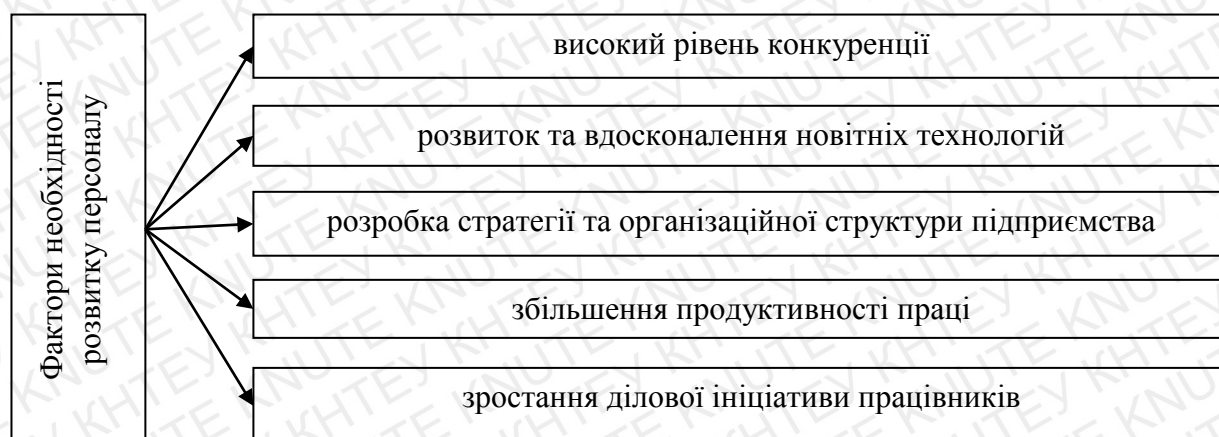 Фактори необхідності
розвитку персоналу
високий рівень конкуренції
розвиток та вдосконалення новітніх технологій
розробка стратегії та організаційної структури підприємства
збільшення продуктивності праці
зростання ділової ініціативи працівників